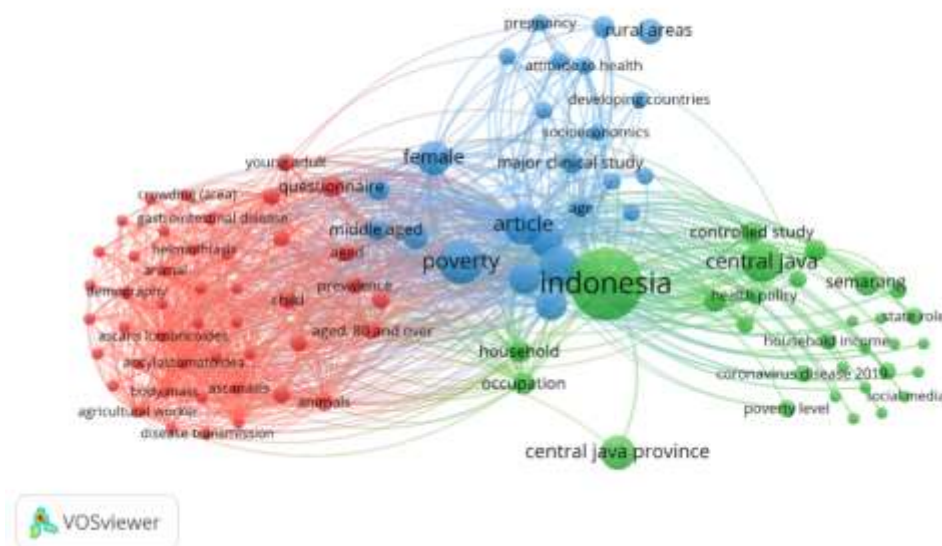 pregnancy
rural areas
attitude to health
developing countries
socioeconomics
young adult
female
major clinical study
questionnaire
crowding (area)
age
gastrointestinal disease
middle aged
article
controlled study
helminthiasis
aged
poverty
central java
animal
indonesia
semarang
demography
prevalence
health policy
child
state role
ascaris lumbricoides
aged, 80 and over
household income
household
ancylostomatoidea
coronavirus disease 2019
occupation
body mass
ascariasis
social media
animals
agricultural worker
poverty level
disease transmission
central java province
VOSviewer